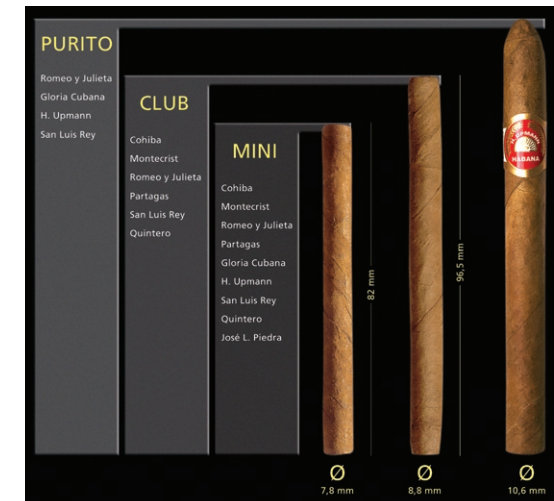 PURITO
Romeo y Julieta
Gloria Cubana
H. Upmann
San Luis Rey
CLUB
Cohiba
Montecrist
Romeo y Julieta
Partagas
San Luis Rey
Quintero
MINI
Cohiba
Montecrist
Romeo y Julieta
Partagas
Gloria Cubana
H. Upmann
San Luis Rey
Quintero
José L. Piedra
82 mm
96,5 mm
H. UPMANN
HABANA
Ø
7,8 mm
Ø
8,8 mm
Ø
10,6 mm